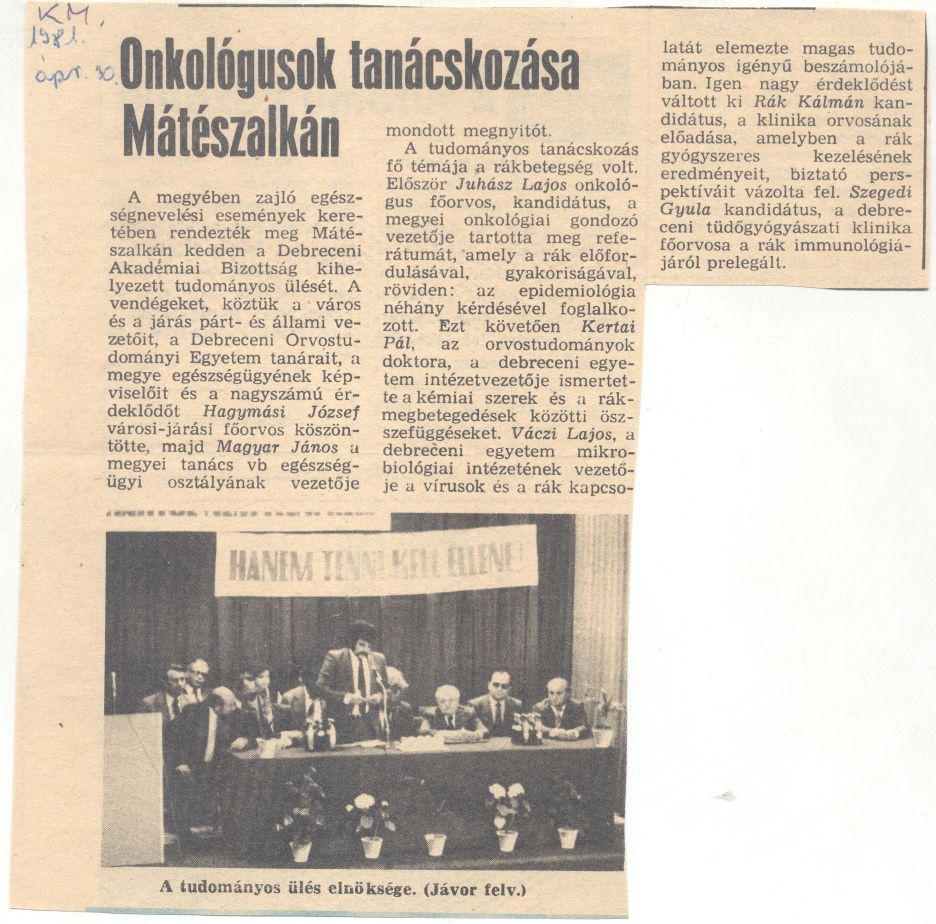 KM.
1981.
ápr. 30.
Onkológusok tanácskozása
Mátészalkán
A megyében zajló egész-
ségnevelési események kere-
tében rendezték meg Máté-
szalkán kedden a Debreceni
Akadémiai Bizottság kihe-
lyezett tudományos ülését. A
vendégeket, köztük a város
és a járás párt- és állami ve-
zetőit, a Debreceni Orvostu-
dományi Egyetem tanárait, a
megye egészségügyének kép-
viselőit és a nagyszámú ér-
deklődőt Hagymási József
városi-járási főorvos köszön-
tötte, majd Magyar János a
megyei tanács vb egészség-
ügyi osztályának vezetője
mondott megnyitót.
A tudományos tanácskozás
fő témája a rákbetegség volt.
Először Juhász Lajos onkoló-
gus főorvos, kandidátus, a
megyei onkológiai gondozó
vezetője tartotta meg refe-
rátumát, amely a rák előfor-
dulásával, gyakoriságával,
röviden: az epidemiológia
néhány kérdésével foglalko-
zott. Ezt követően Kertai
Pál, az orvostudományok
doktora, a debreceni egye-
tem intézetvezetője ismertet-
te a kémiai szerek és a rák-
megbetegedések közötti ösz-
szefüggéseket. Váczi Lajos, a
debreceni egyetem mikro-
biológiai intézetének vezető-
je a vírusok és a rák kapcso-
latát elemezte magas tudo-
mányos igényű beszámolójá-
ban. Igen nagy érdeklődést
váltott ki Rák Kálmán kan-
didátus, a klinika orvosának
előadása, amelyben a rák
gyógyszeres kezelésének
eredményeit, biztató pers-
pektíváit vázolta fel. Szegedi
Gyula kandidátus, a debre-
ceni tüdőgyógyászati klinika
főorvosa a rák immunológiá-
járól prelegált.
HANEM TENNI KELL ELLENE!
A tudományos ülés elnöksége. (Jávor felv.)